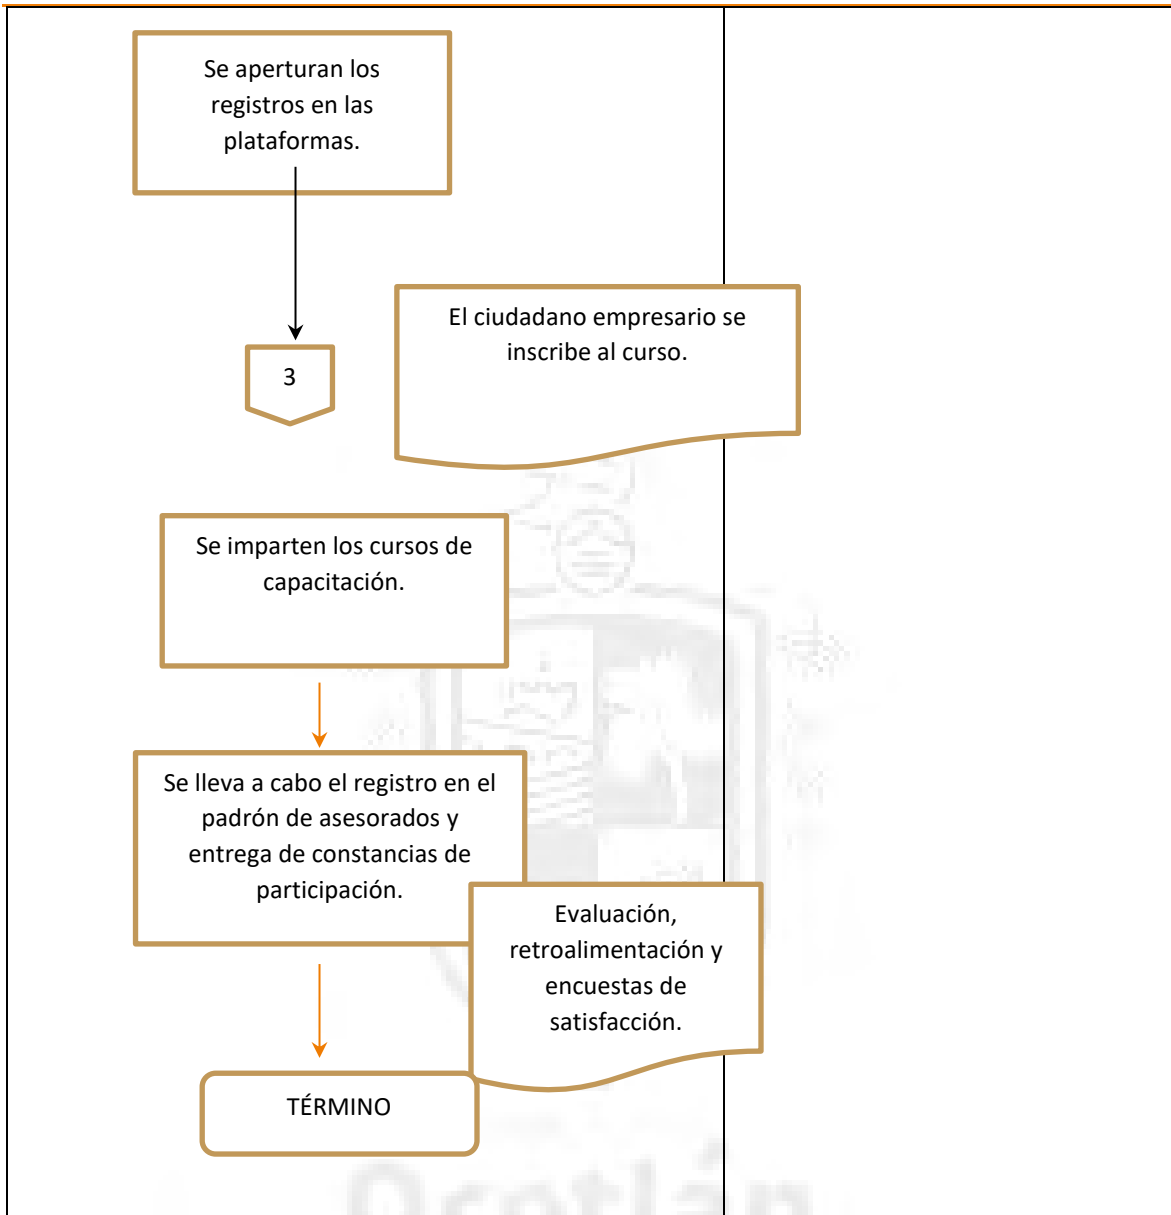 Se aperturan los
registros en las
plataformas.
El ciudadano empresario se
inscribe al curso.
3
Se imparten los cursos de
capacitación.
Se lleva a cabo el registro en el
padrón de asesorados y
entrega de constancias de
participación.
Evaluación,
retroalimentación y
encuestas de
satisfacción.
TÉRMINO
Ocotlán